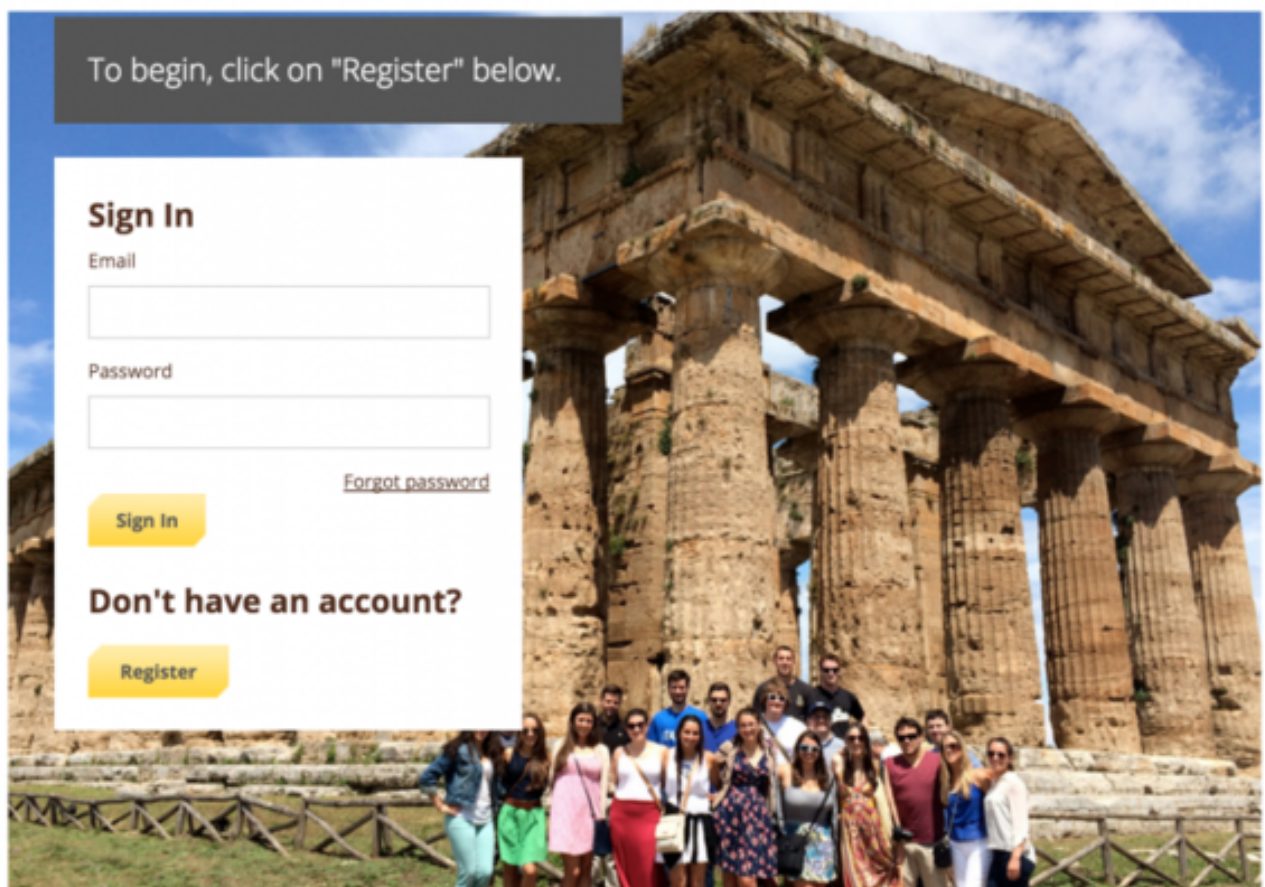 To begin, click on "Register" below.
Sign In
Email
Password
Forgot password
Sign In
Don't have an account?
Register